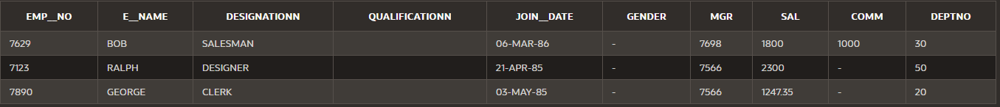 EMP__NO E__NAME DESIGNATIONN QUALIFICATIONN JOIN__DATE GENDER MGR SAL COMM DEPTNO
7629 BOB SALESMAN 06-MAR-86 - 7698 1800 1000 30
7123 RALPH DESIGNER 21-APR-85 - 7566 2300 - 50
7890 GEORGE CLERK 03-MAY-85 - 7566 1247.35 - 20